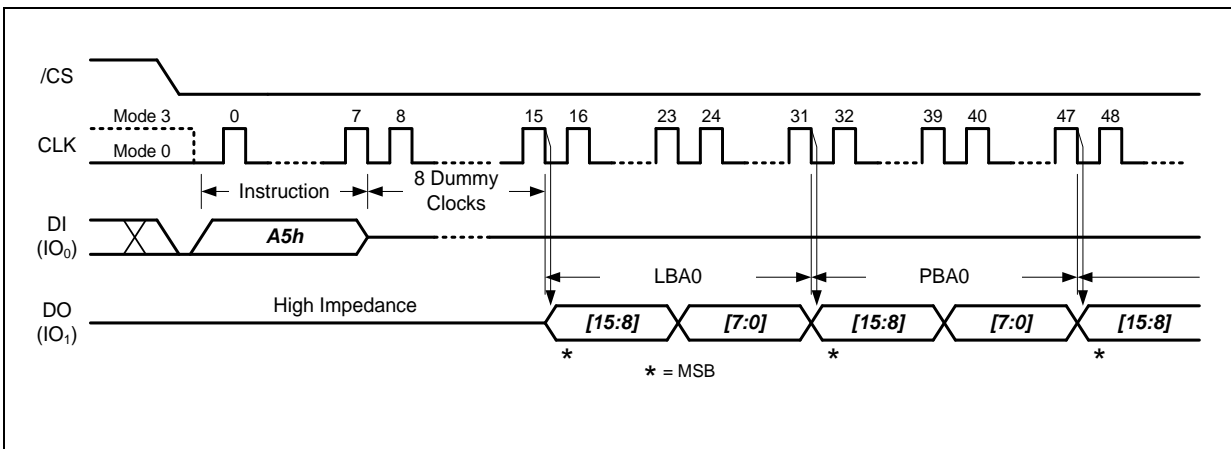 /CS
Mode 3 0 7 8 15 16 23 24 31 32 39 40 47 48
CLK
Mode 0
Instruction
8 Dummy
Clocks
DI
(IO0)
A5h
LBA0 PBA0
DO
(IO1)
High Impedance
[15:8] [7:0] [15:8] [7:0] [15:8]
* * *
* = MSB